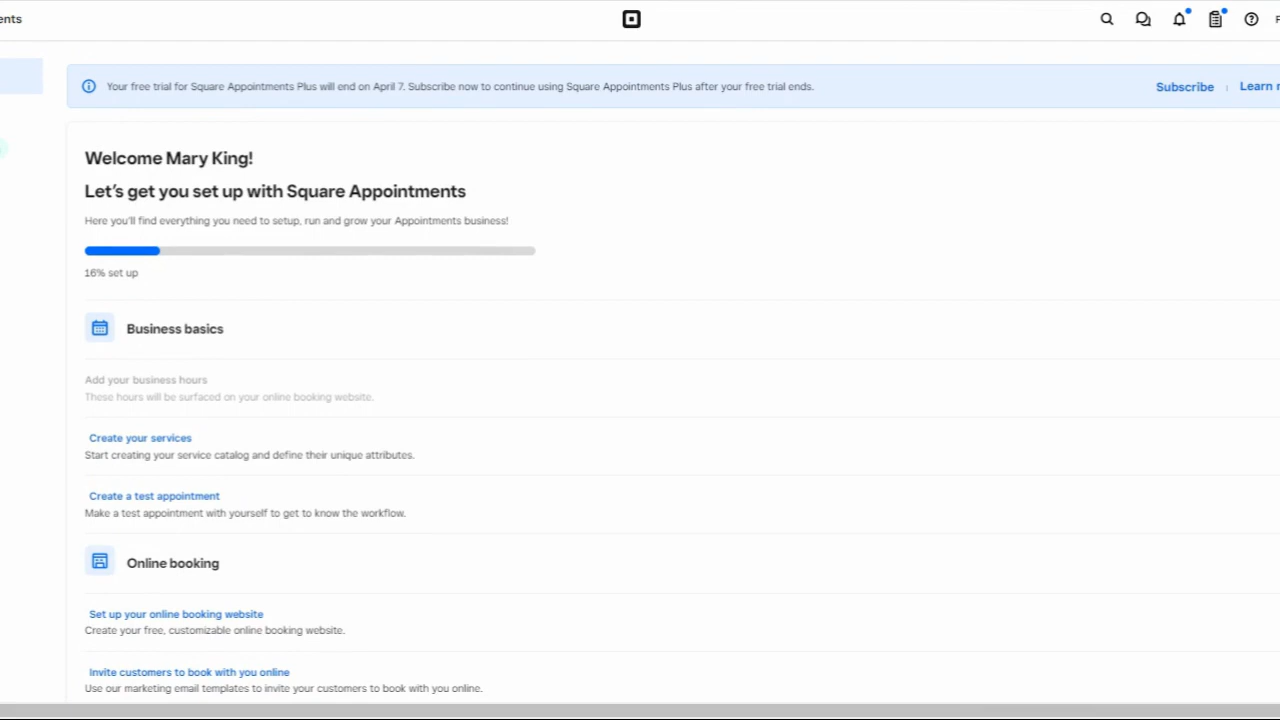 ents
Your free trial for Square Appointments Plus will end on April 7. Subscribe now to continue using Square Appointments Plus after your free trial ends.
Subscribe
Learn
Welcome Mary King!
Let's get you set up with Square Appointments
Here you'll find everything you need to setup, run and grow your Appointments business!
16% set up
Business basics
Add your business hours
These hours will be surfaced on your online booking website.
Create your services
Start creating your service catalog and define their unique attributes.
Create a test appointment
Make a test appointment with yourself to get to know the workflow.
Online booking
Set up your online booking website
Create your free, customizable online booking website.
Invite customers to book with you online
Use our marketing email templates to invite your customers to book with you online.